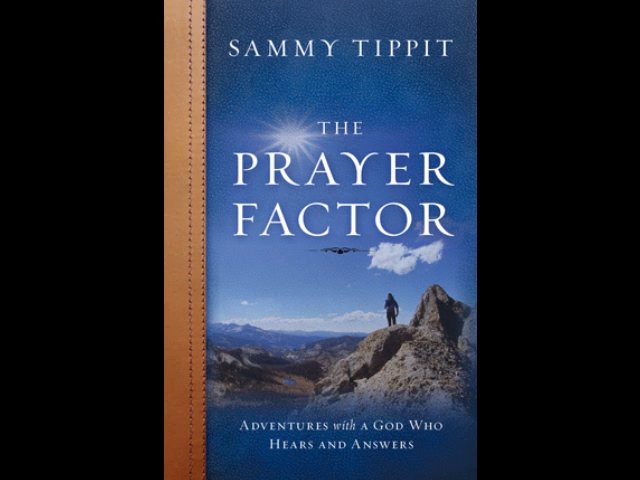 SAMMY TIPPIT
THE
PRAYER
FACTOR
ADVENTURES with A GOD WHO
HEARS AND ANSWERS